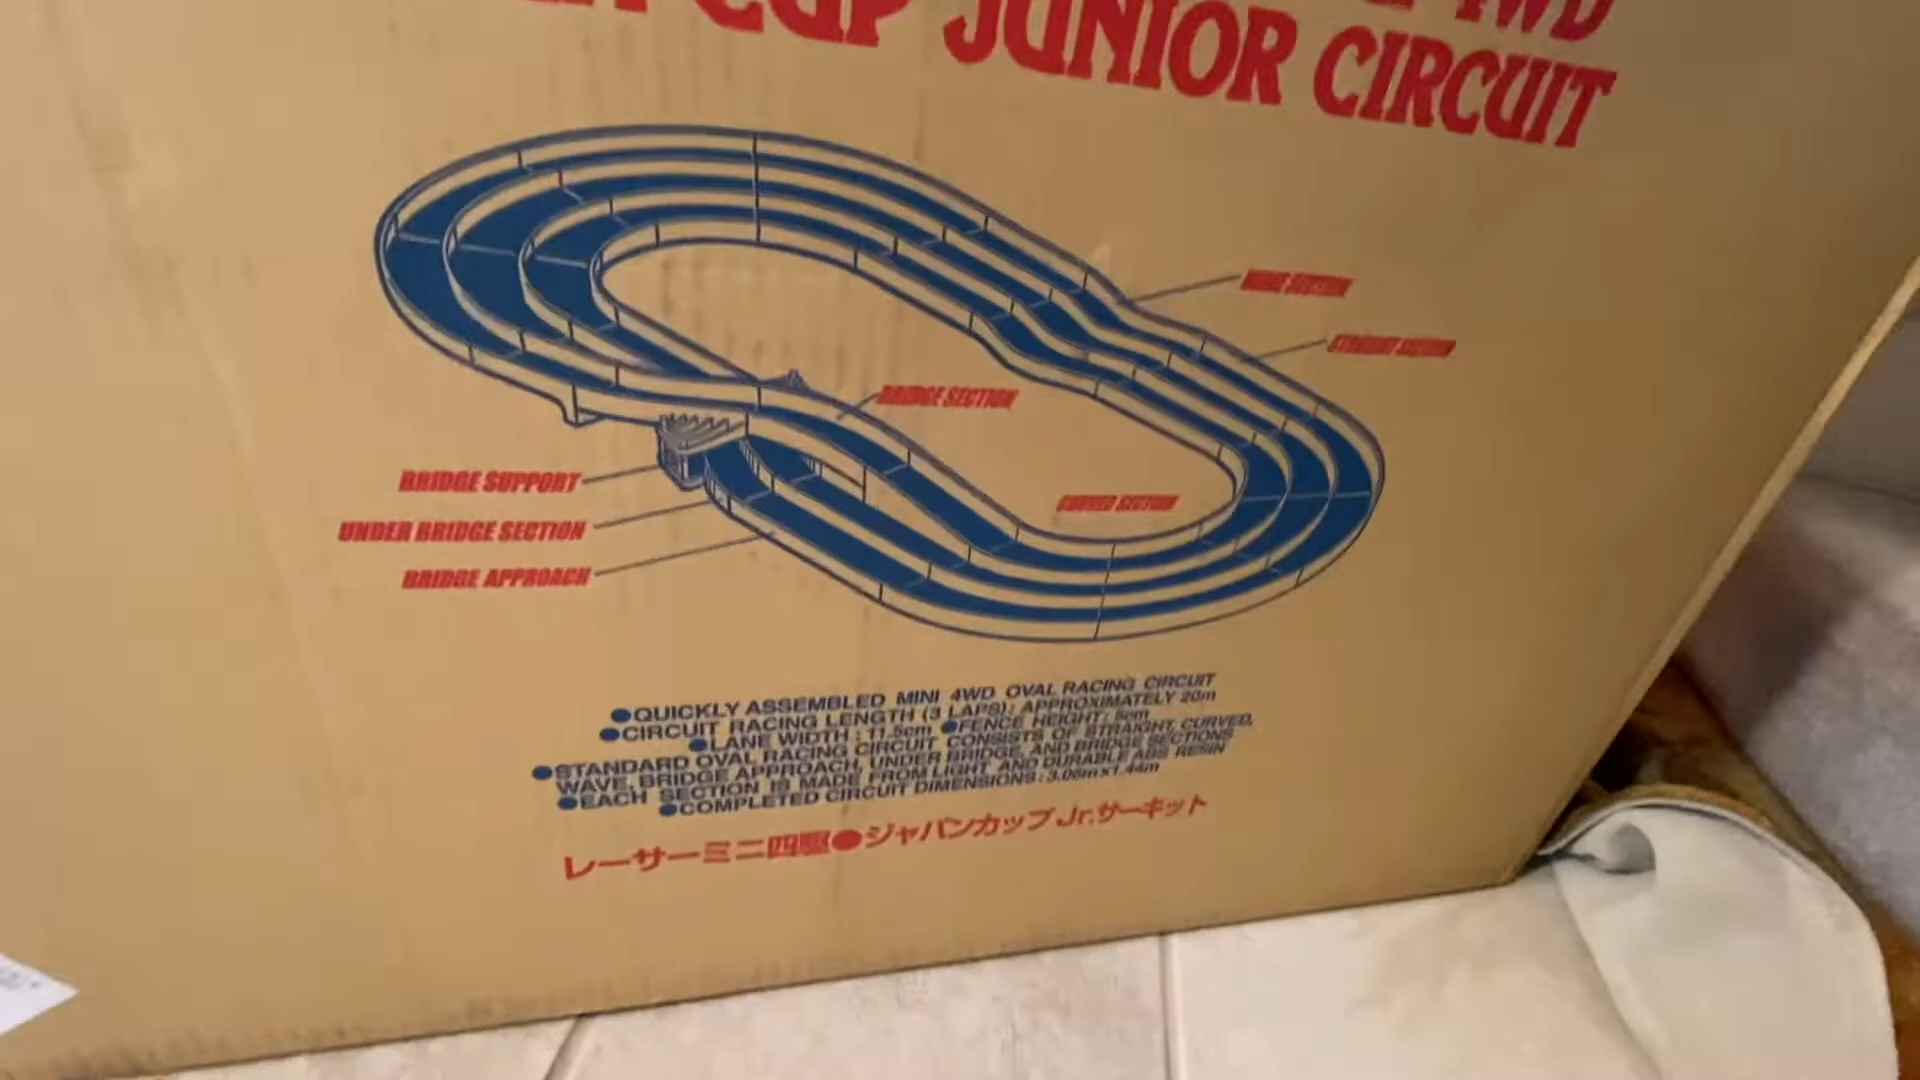 4WD
CUP JUNIOR CIRCUIT
WAVE SECTION
STRAIGHT SECTION
BRIDGE SECTION
BRIDGE SUPPORT
CURVED SECTION
UNDER BRIDGE SECTION
BRIDGE APPROACH
●QUICKLY ASSEMBLED MINI 4WD OVAL RACING CIRCUIT
●CIRCUIT RACING LENGTH (3 LAPS): APPROXIMATELY 20m
●LANE WIDTH : 11.5cm ●FENCE HEIGHT: 5cm
●STANDARD OVAL RACING CIRCUIT CONSISTS OF STRAIGHT, CURVED,
WAVE, BRIDGE APPROACH, UNDER BRIDGE, AND BRIDGE SECTIONS
●EACH SECTION IS MADE FROM LIGHT AND DURABLE ABS RESIN
●COMPLETED CIRCUIT DIMENSIONS: 3.06m×1.44m
レーサーミニ四駆●ジャパンカップJr.サーキット